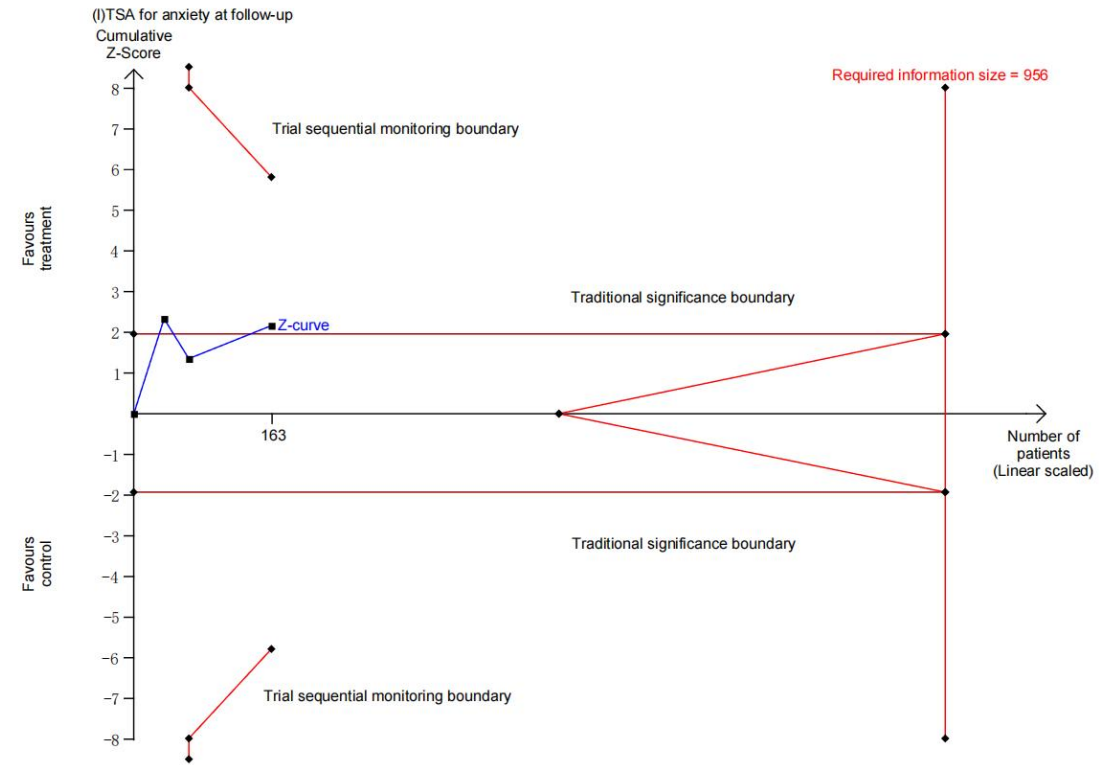 (I)TSA for anxiety at follow-up
Cumulative
Z-Score
Required information size = 956
8
7
Trial sequential monitoring boundary
6
5
Favours
treatment
4
3
Traditional significance boundary
2
Z-curve
1
163
Number of
patients
(Linear scaled)
-1
-2
-3
Traditional significance boundary
-4
Favours
control
-5
-6
-7
Trial sequential monitoring boundary
-8